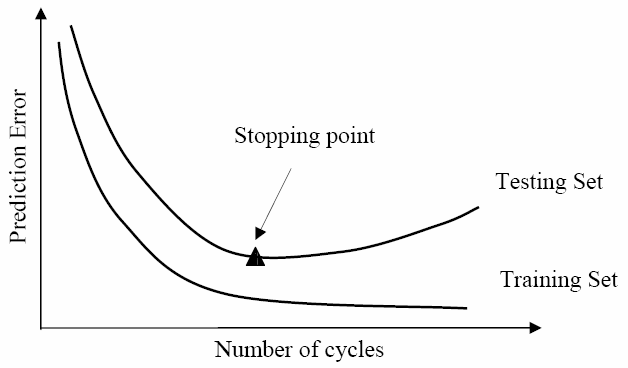 Prediction Error
Stopping point
Testing Set
Training Set
Number of cycles